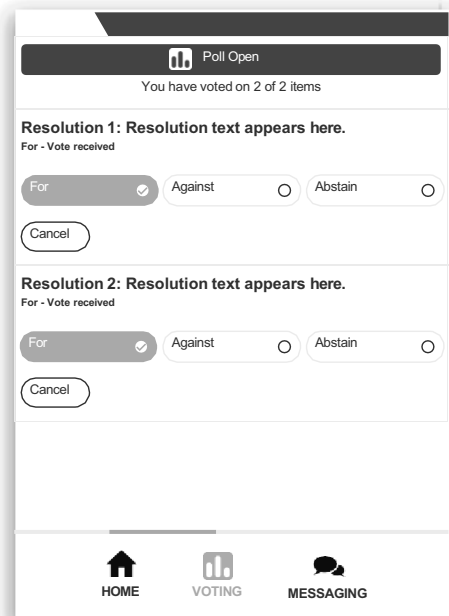 Poll Open
You have voted on 2 of 2 items
Resolution 1: Resolution text appears here.
For - Vote received
For Against Abstain
Cancel
Resolution 2: Resolution text appears here.
For - Vote received
For Against Abstain
Cancel
HOME VOTING MESSAGING